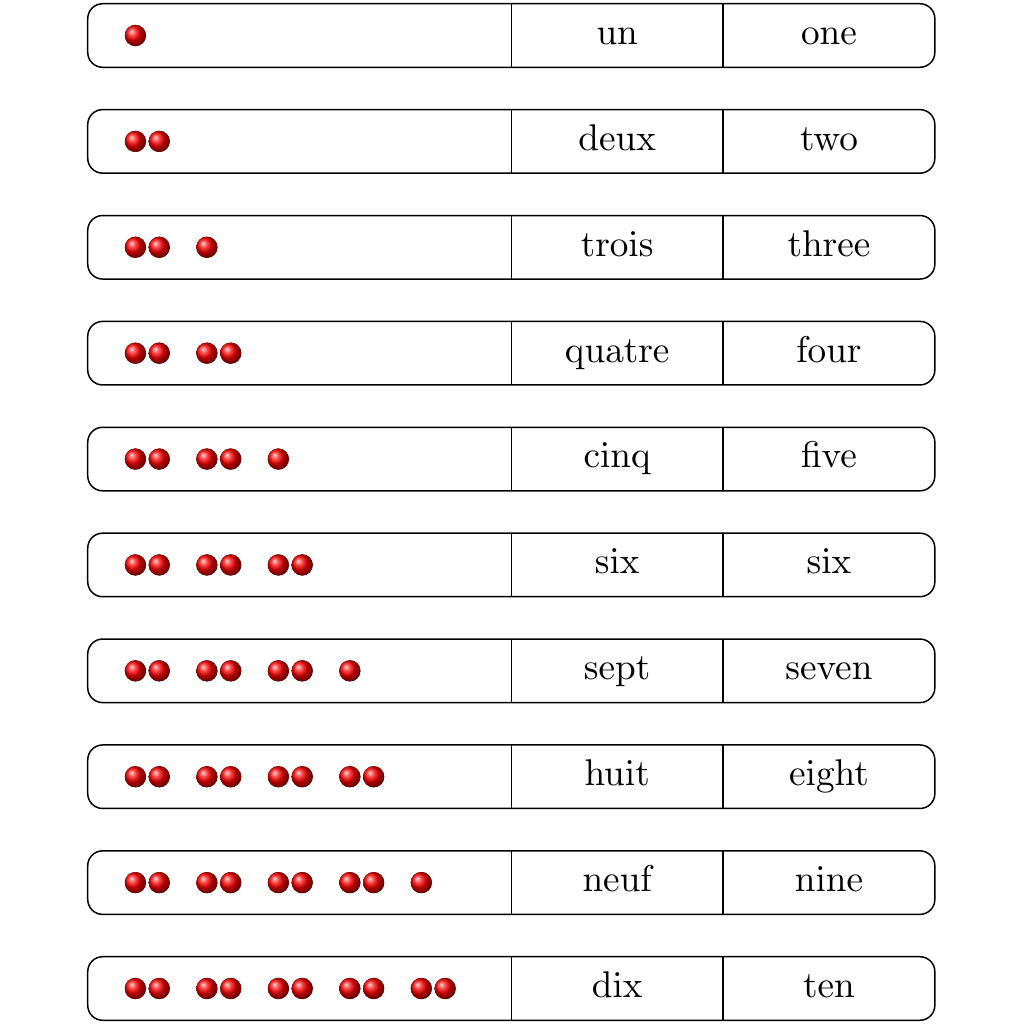 un one
deux two
trois three
quatre four
cinq five
six six
sept seven
huit eight
neuf nine
dix ten